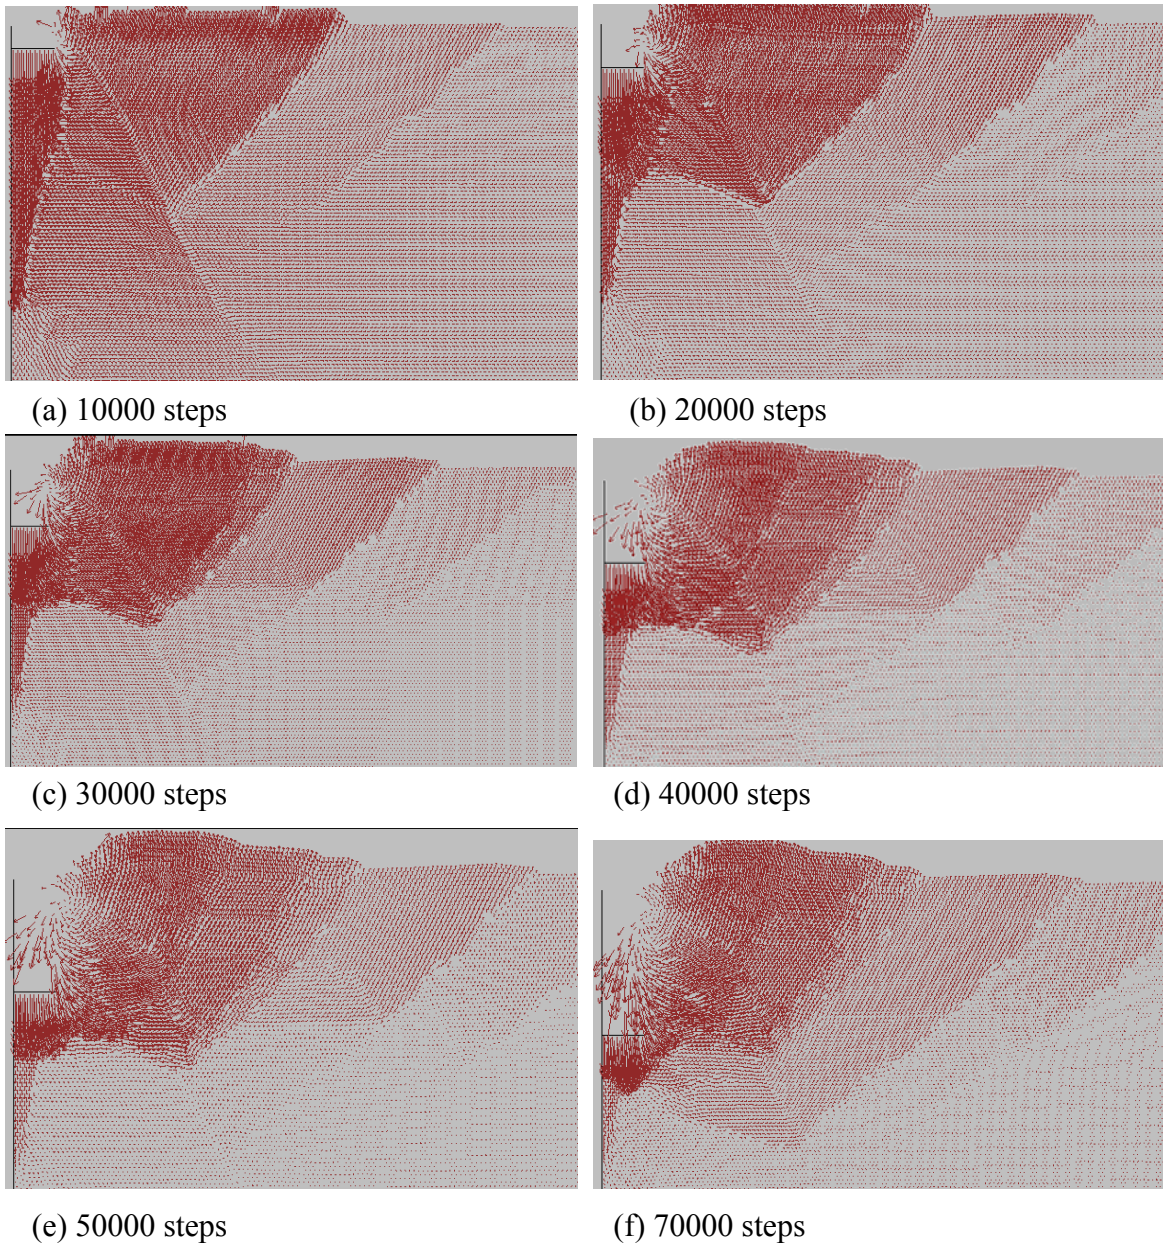 (a) 10000 steps
(b) 20000 steps
(c) 30000 steps
(d) 40000 steps
(e) 50000 steps
(f) 70000 steps